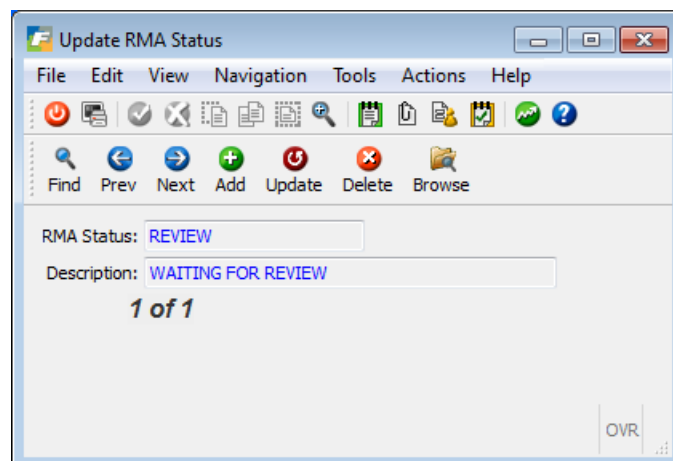 Update RMA Status
File Edit View Navigation Tools Actions Help
Find Prev Next Add Update Delete Browse
RMA Status: REVIEW
Description: WAITING FOR REVIEW
1 of 1
OVR